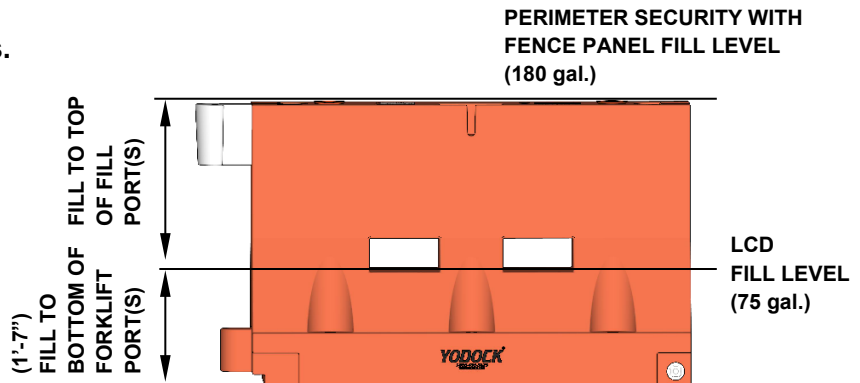 PERIMETER SECURITY WITH
FENCE PANEL FILL LEVEL
(180 gal.)
s.
FILL TO TOP
OF FILL
PORT(S)
(1’-7”)
FILL TO
BOTTOM OF
FORKLIFT
PORT(S)
LCD
FILL LEVEL
(75 gal.)
YODOCK